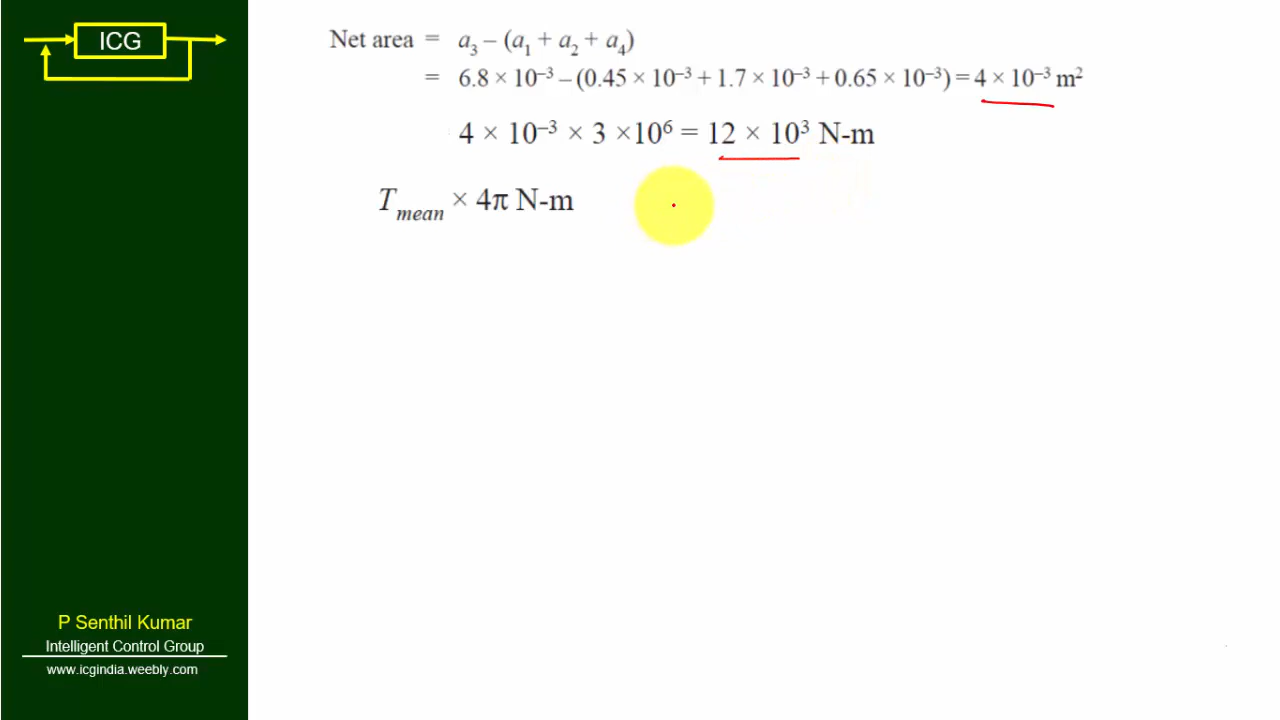 ICG
Net area = a₃ – (a₁ + a₂ + a₄)
= 6.8 × 10⁻³ – (0.45 × 10⁻³ + 1.7 × 10⁻³ + 0.65 × 10⁻³) = 4 × 10⁻³ m²
4 × 10⁻³ × 3 ×10⁶ = 12 × 10³ N-m
T_mean × 4π N-m
P Senthil Kumar
Intelligent Control Group
www.icgindia.weebly.com